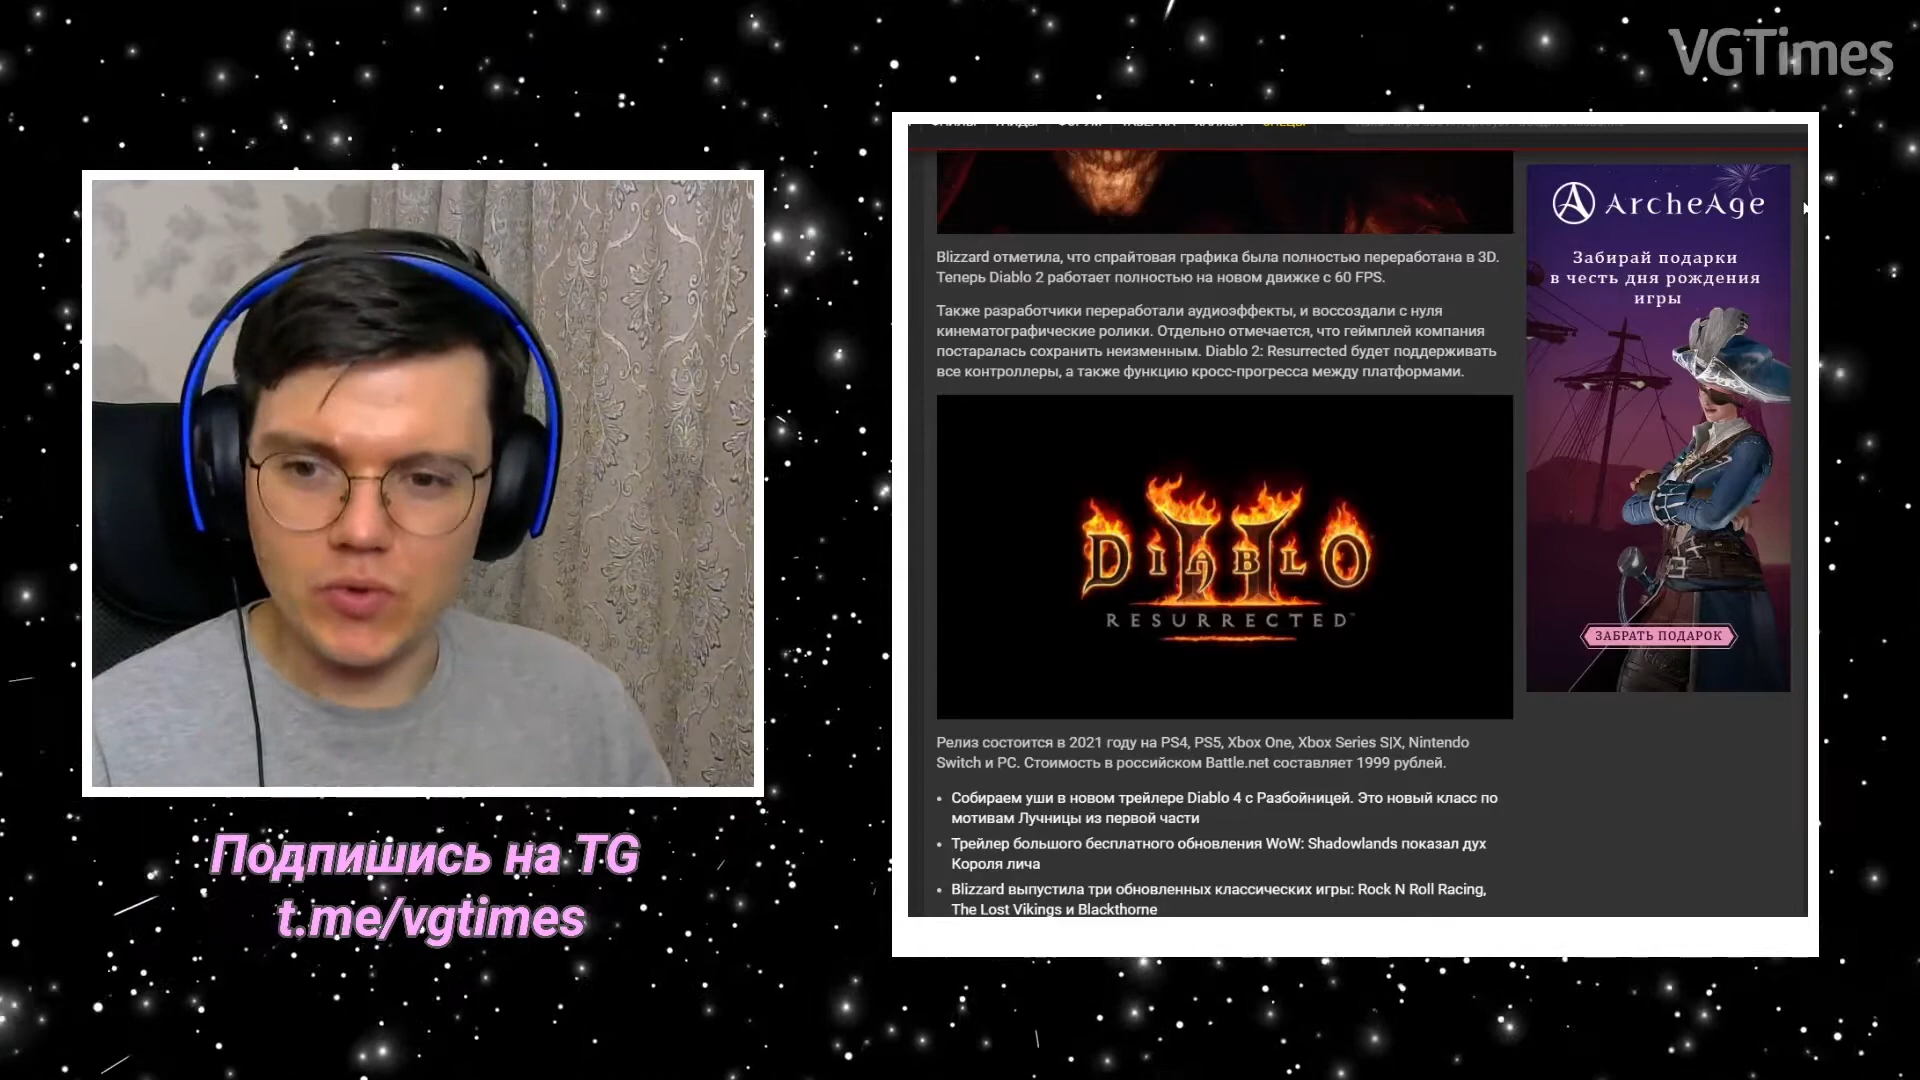 VGTimes
ArcheAge
Забирай подарки
в честь дня рождения
игры
ЗАБРАТЬ ПОДАРОК
Blizzard отметила, что спрайтовая графика была полностью переработана в 3D.
Теперь Diablo 2 работает полностью на новом движке с 60 FPS.
Также разработчики переработали аудиоэффекты, и воссоздали с нуля
кинематографические ролики. Отдельно отмечается, что геймплей компания
постаралась сохранить неизменным. Diablo 2: Resurrected будет поддерживать
все контроллеры, а также функцию кросс-прогресса между платформами.
DIABLO II
RESURRECTED™
Релиз состоится в 2021 году на PS4, PS5, Xbox One, Xbox Series S|X, Nintendo
Switch и PC. Стоимость в российском Battle.net составляет 1999 рублей.
• Собираем уши в новом трейлере Diablo 4 с Разбойницей. Это новый класс по
мотивам Лучницы из первой части
• Трейлер большого бесплатного обновления WoW: Shadowlands показал дух
Короля лича
• Blizzard выпустила три обновленных классических игры: Rock N Roll Racing,
The Lost Vikings и Blackthorne
Подпишись на TG
t.me/vgtimes